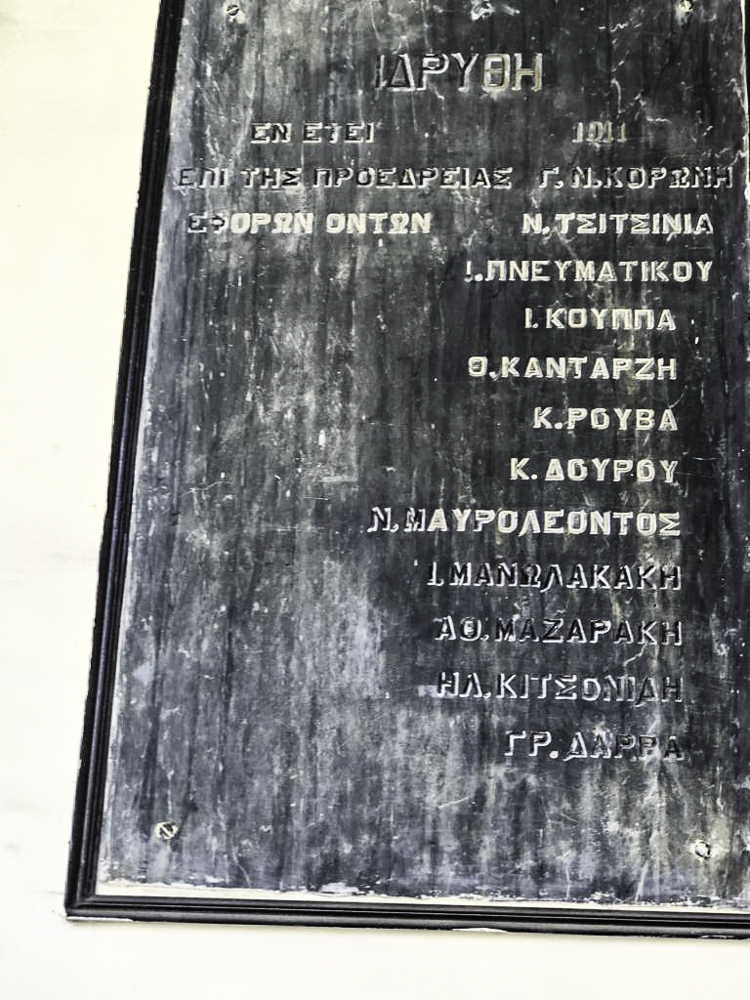 ΙΔΡΥΘΗ
ΕΝ ΕΤΕΙ 1911
ΕΠΙ ΤΗΣ ΠΡΟΕΔΡΕΙΑΣ Γ. Ν. ΚΟΡΩΝΗ
ΕΦΟΡΩΝ ΟΝΤΩΝ Ν. ΤΣΙΤΣΙΝΙΑ
Ι. ΠΝΕΥΜΑΤΙΚΟΥ
Ι. ΚΟΥΠΠΑ
Θ. ΚΑΝΤΑΡΖΗ
Κ. ΡΟΥΒΑ
Κ. ΔΟΥΡΟΥ
Ν. ΜΑΥΡΟΛΕΟΝΤΟΣ
Ι. ΜΑΝΩΛΑΚΑΚΗ
ΑΘ. ΜΑΖΑΡΑΚΗ
ΗΛ. ΚΙΤΣΟΝΙΔΗ
ΓΡ. ΔΑΡΡΑ